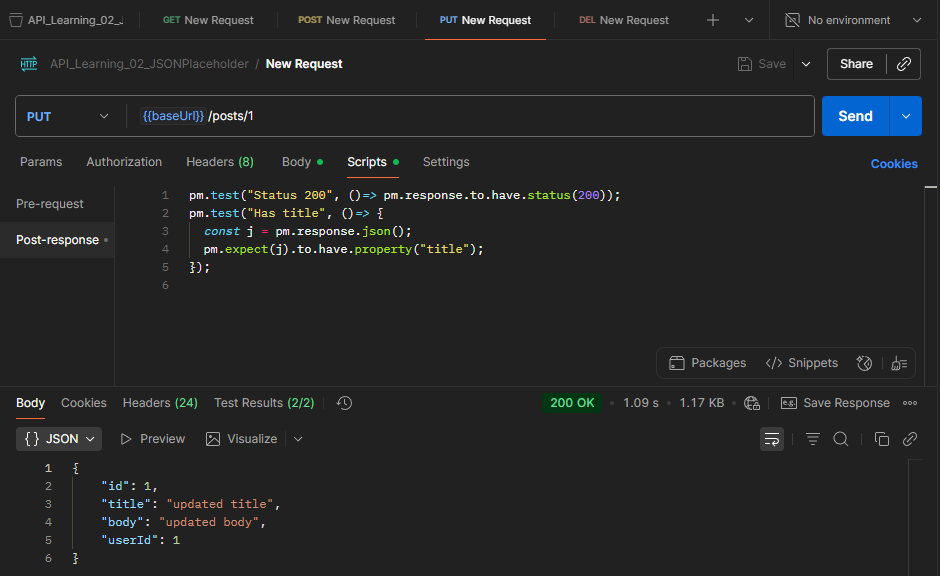 API_Learning_02_J
GET New Request
POST New Request
PUT New Request
DEL New Request
No environment
HTTP API_Learning_02_JSONPlaceholder / New Request
Save
Share
PUT
{{baseUrl}}/posts/1
Send
Params
Authorization
Headers (8)
Body
Scripts
Settings
Cookies
Pre-request
Post-response
1 pm.test("Status 200", ()=> pm.response.to.have.status(200));
2 pm.test("Has title", ()=> {
3 const j = pm.response.json();
4 pm.expect(j).to.have.property("title");
5 });
6
Packages
</> Snippets
Body
Cookies
Headers (24)
Test Results (2/2)
200 OK
1.09 s
1.17 KB
e.g. Save Response
{} JSON
Preview
Visualize
1 {
2 "id": 1,
3 "title": "updated title",
4 "body": "updated body",
5 "userId": 1
6 }